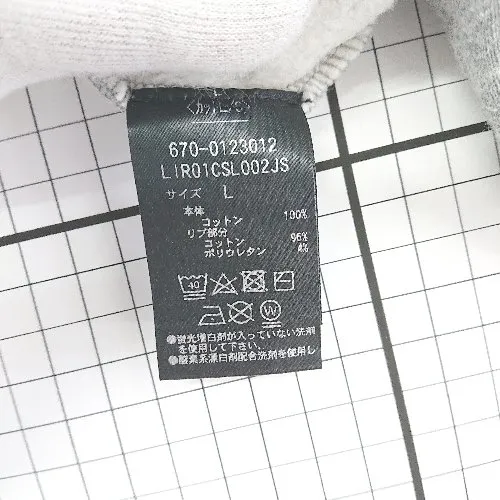 670-0123012
LIR01CSL002JS
サイズ L
本体
コットン 100%
リブ部分
コットン 96%
ポリウレタン 4%
40
W
●蛍光増白剤が入っていない洗剤
を使用して下さい。
●酸素系漂白剤配合洗剤を使用し